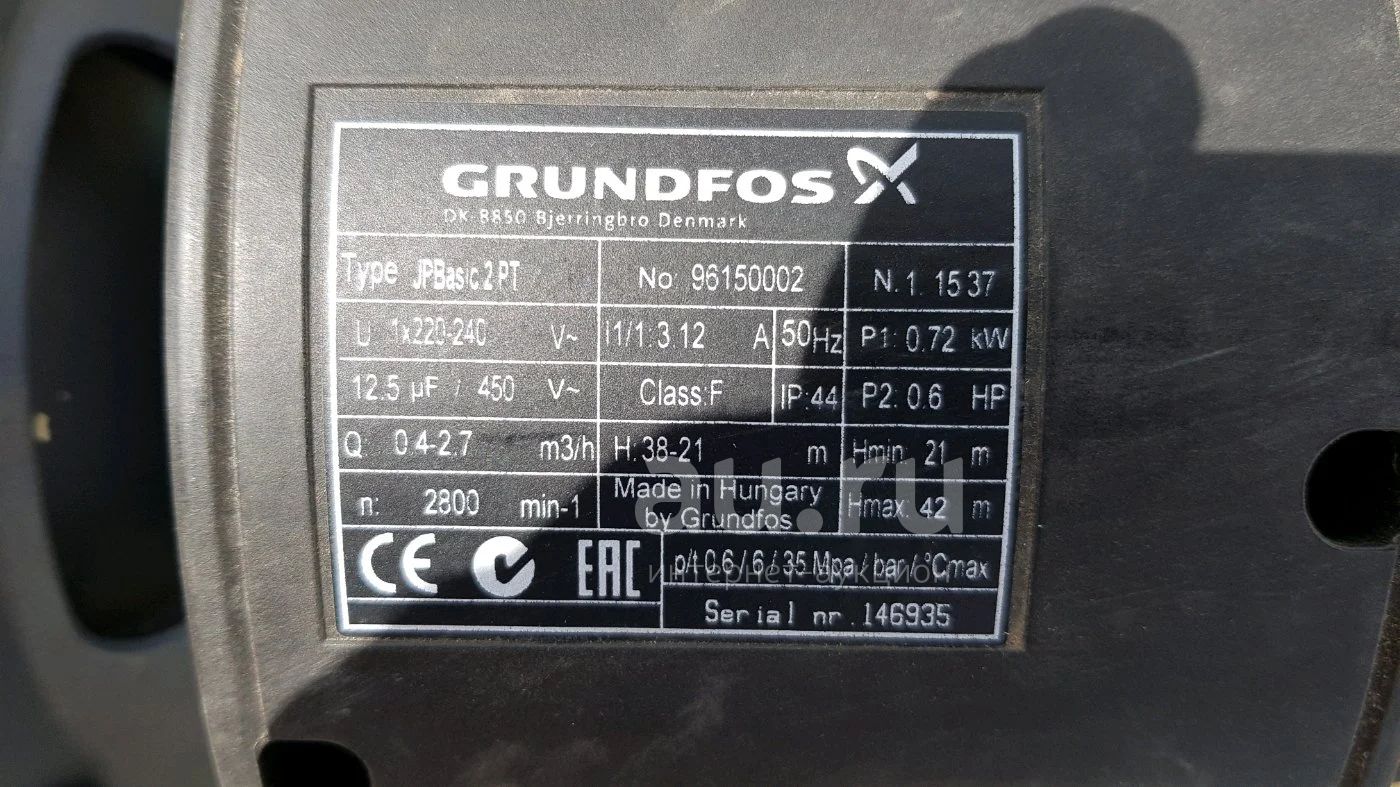 GRUNDFOS
DK 8850 Bjerringbro Denmark
Type JPBasic 2 PT No: 96150002 N.1. 15 37
U 1x220-240 V~ I1/1:3.12 A 50Hz P1: 0.72 kW
12.5 µF / 450 V~ Class:F IP:44 P2: 0.6 HP
Q: 0.4-2.7 m3/h H: 38-21 m Hmin: 21 m
n: 2800 min-1 Made in Hungary Hmax: 42 m
by Grundfos
CE EAC p/t 0.6 / 6 / 35 Mpa / bar / °Cmax
Serial nr. 146935
au.ru
интернет-аукцион